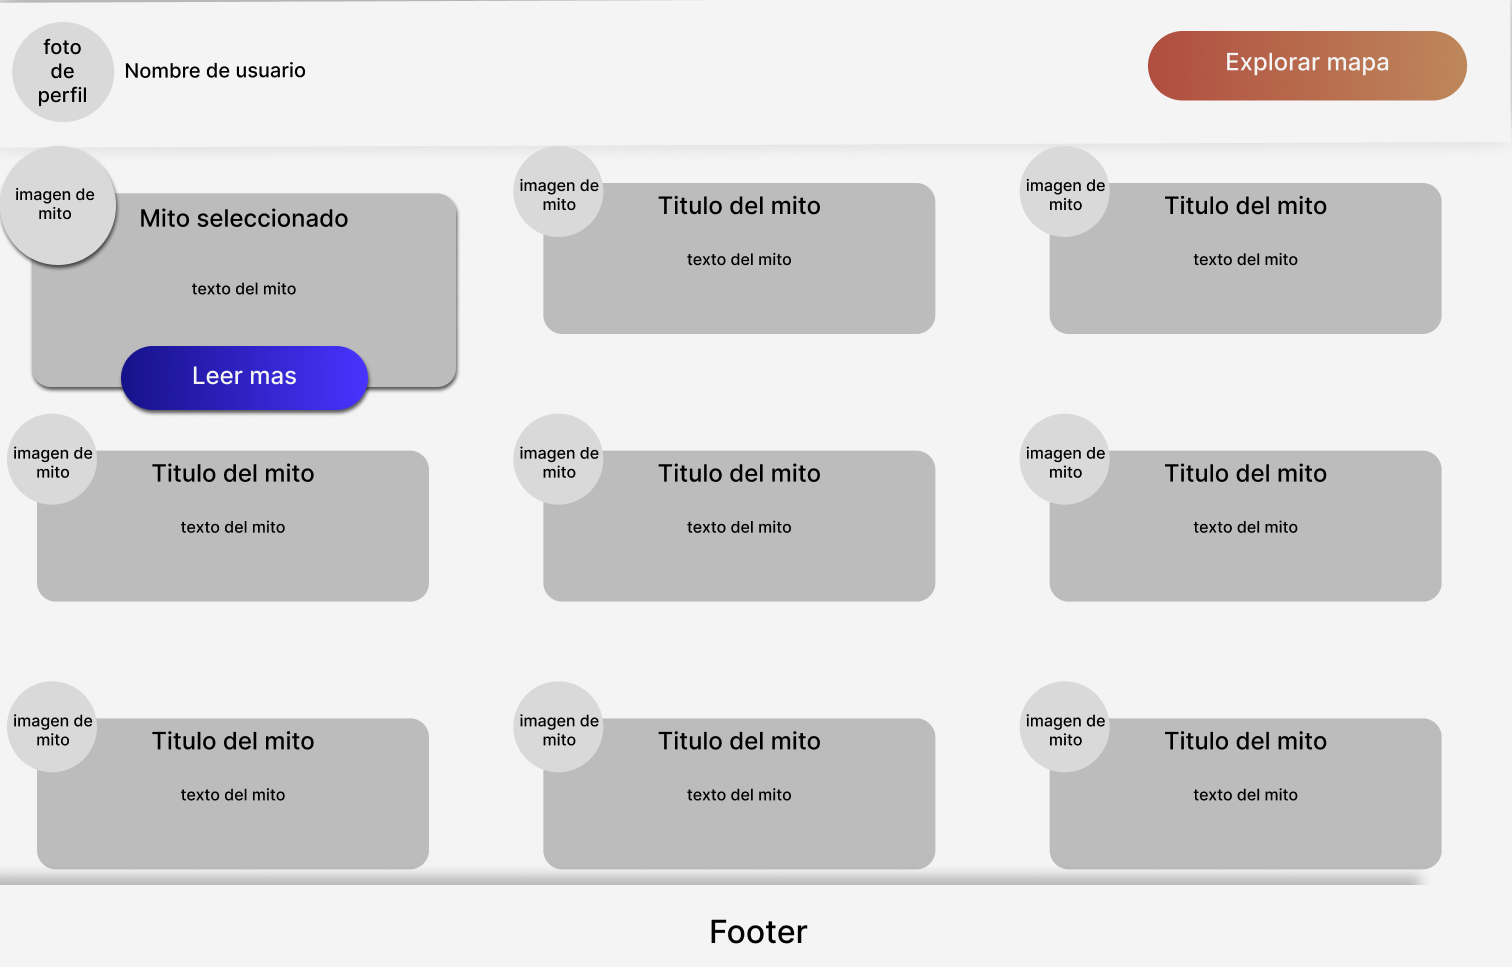 foto
de
perfil
Nombre de usuario
Explorar mapa
imagen de
mito
Mito seleccionado
texto del mito
Leer mas
imagen de
mito
Titulo del mito
texto del mito
imagen de
mito
Titulo del mito
texto del mito
imagen de
mito
Titulo del mito
texto del mito
imagen de
mito
Titulo del mito
texto del mito
imagen de
mito
Titulo del mito
texto del mito
imagen de
mito
Titulo del mito
texto del mito
imagen de
mito
Titulo del mito
texto del mito
imagen de
mito
Titulo del mito
texto del mito
Footer